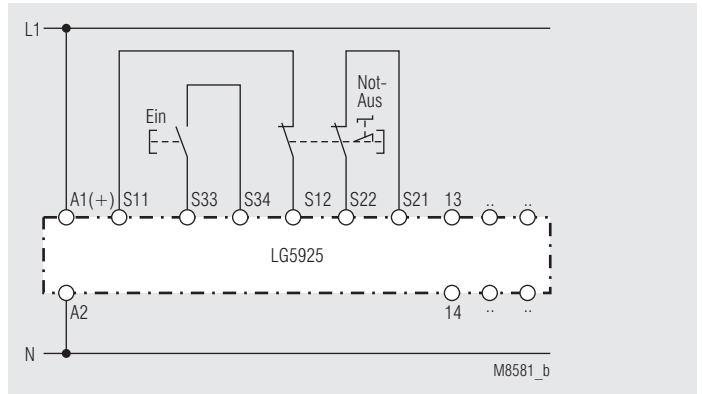 L1
Not-
Aus
Ein
A1(+) S11 S33 S34 S12 S22 S21 13 .. ..
LG5925
A2 14 .. ..
N
M8581_b